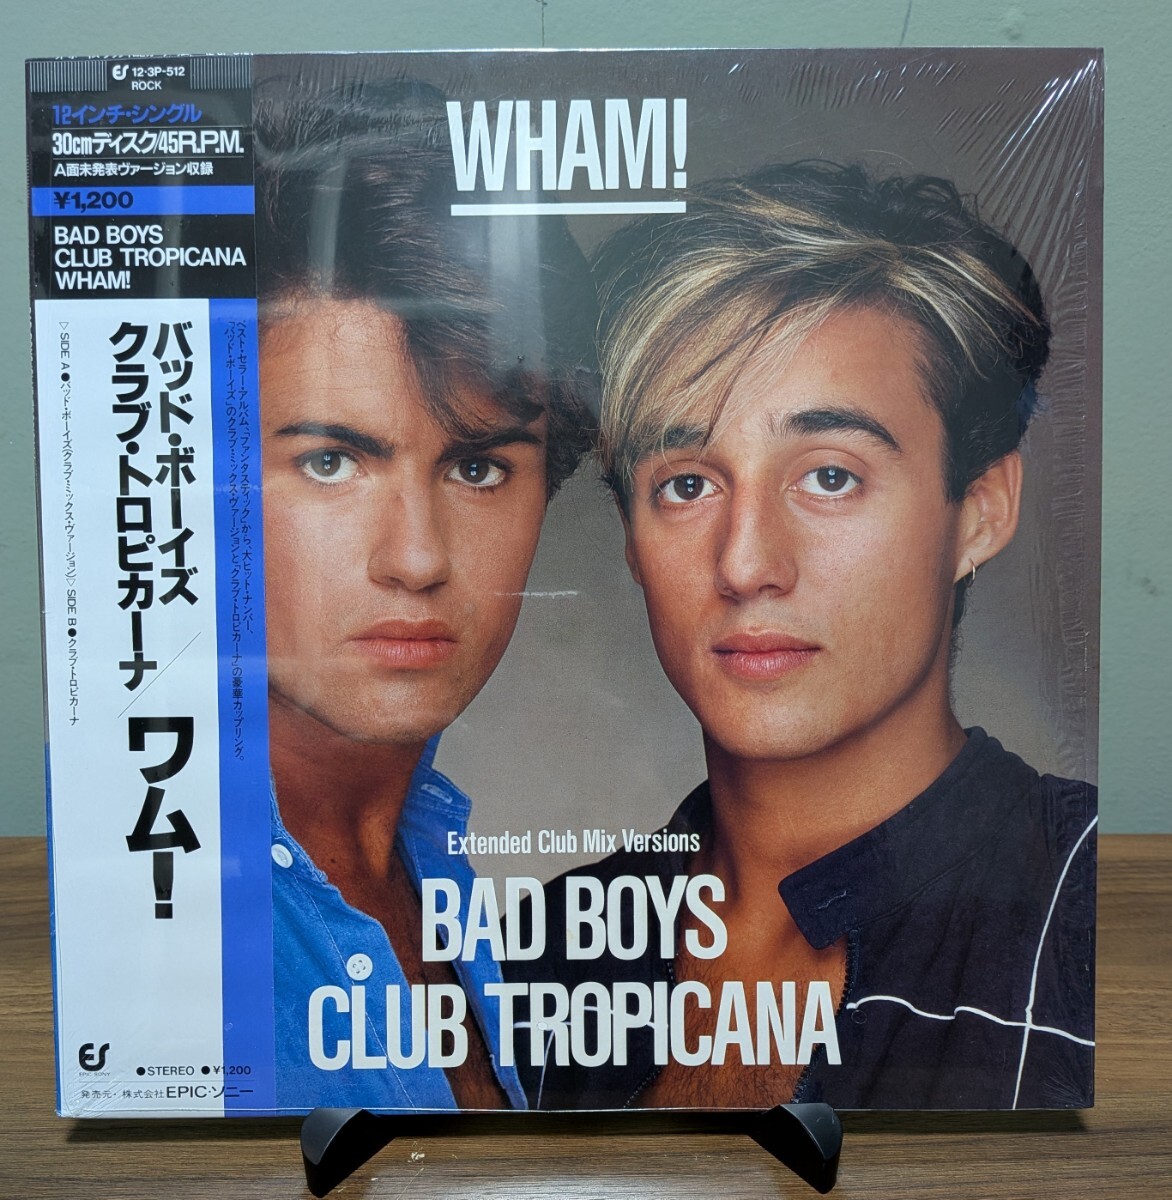 ES 12·3P-512
ROCK
12インチ・シングル
30cmディスク/45R.P.M.
A面未発表ヴァージョン収録
¥1,200
BAD BOYS
CLUB TROPICANA
WHAM!
ベスト・セラー・アルバム、「ファンタスティック」から、大ヒット・ナンバー、
「バッド・ボーイズ」のクラブ・ミックス・ヴァージョンと「クラブ・トロピカーナ」の豪華カップリング。
バッド・ボーイズ
クラブ・トロピカーナ/ワム!
▽SIDE A●バッド・ボーイズ(クラブ・ミックス・ヴァージョン)▽SIDE B●クラブ・トロピカーナ
ES
EPIC SONY
●STEREO ●¥1,200
発売元・株式会社EPIC・ソニー
WHAM!
Extended Club Mix Versions
BAD BOYS
CLUB TROPICANA